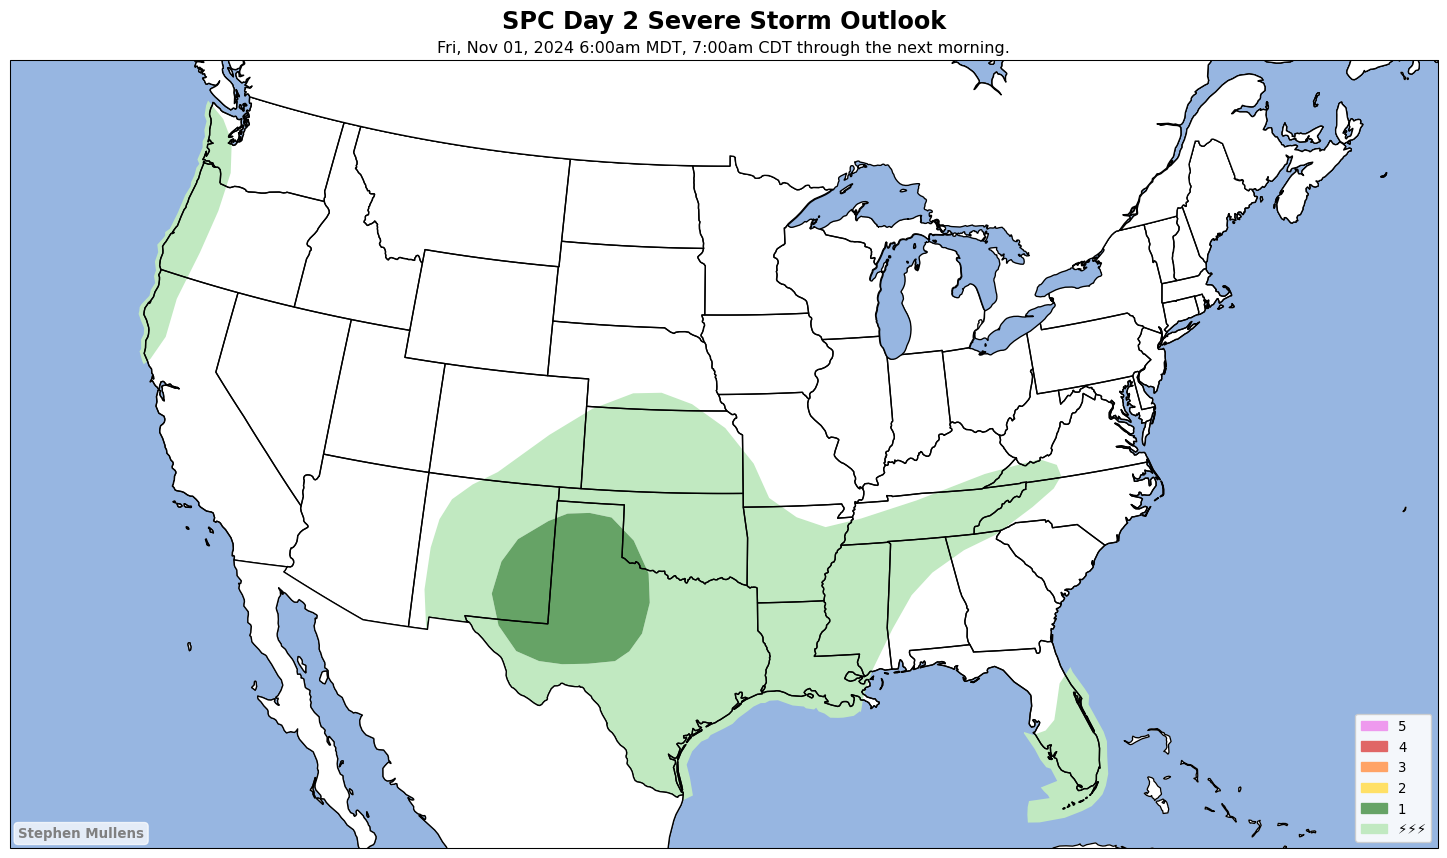 SPC Day 2 Severe Storm Outlook
Fri, Nov 01, 2024 6:00am MDT, 7:00am CDT through the next morning.
5
4
3
2
1
⚡⚡⚡
Stephen Mullens